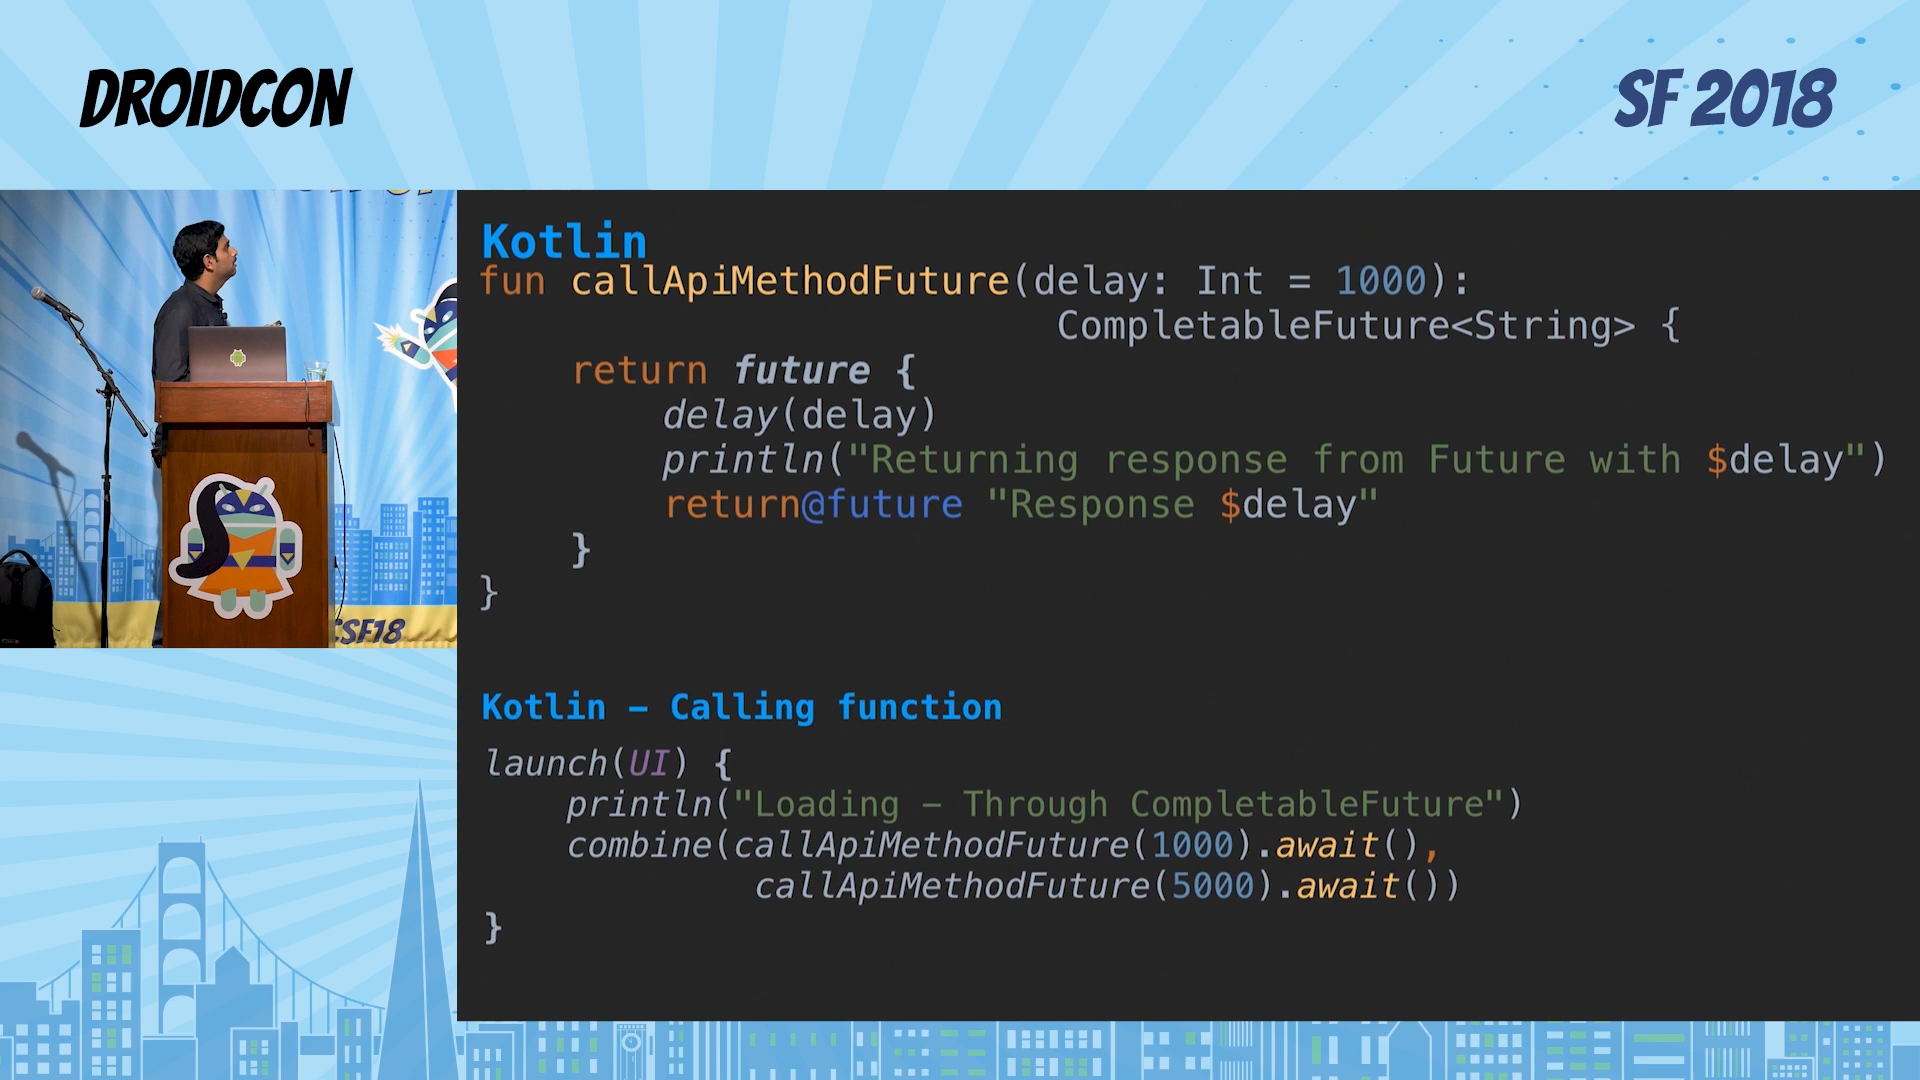 DROIDCON
SF 2018
Kotlin
fun callApiMethodFuture(delay: Int = 1000):
CompletableFuture<String> {
return future {
delay(delay)
println("Returning response from Future with $delay")
return@future "Response $delay"
}
}
Kotlin – Calling function
launch(UI) {
println("Loading – Through CompletableFuture")
combine(callApiMethodFuture(1000).await(),
callApiMethodFuture(5000).await())
}
CSF18